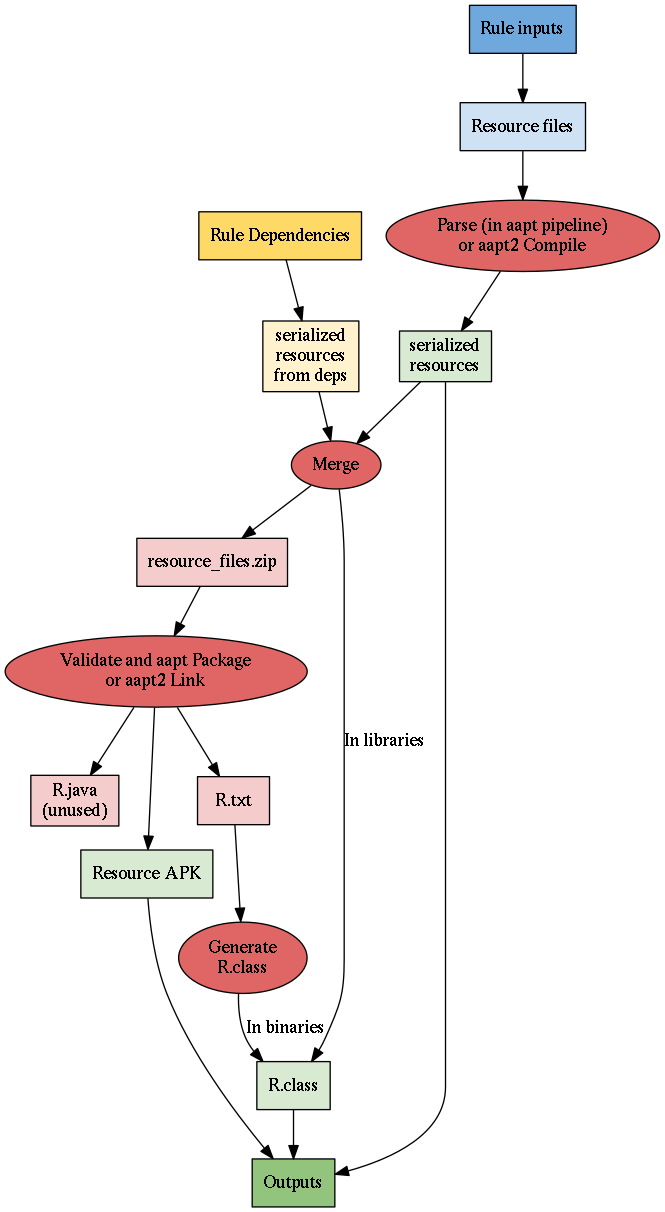 Rule inputs
Resource files
Parse (in aapt pipeline)
or aapt2 Compile
Rule Dependencies
serialized
resources
from deps
serialized
resources
Merge
resource_files.zip
Validate and aapt Package
or aapt2 Link
In libraries
R.java
(unused)
R.txt
Resource APK
Generate
R.class
In binaries
R.class
Outputs